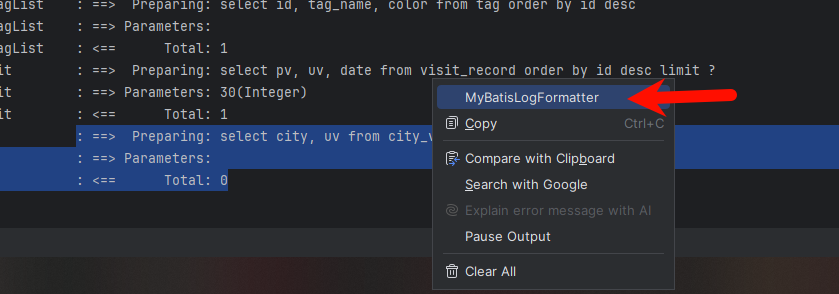 agList : ==> Preparing: select id, tag_name, color from tag order by id desc
agList : ==> Parameters:
agList : <== Total: 1
it : ==> Preparing: select pv, uv, date from visit_record order by id desc limit ?
it : ==> Parameters: 30(Integer)
it : <== Total: 1
: ==> Preparing: select city, uv from city_v
: ==> Parameters:
: <== Total: 0
MyBatisLogFormatter
Copy Ctrl+C
Compare with Clipboard
Search with Google
Explain error message with AI
Pause Output
Clear All